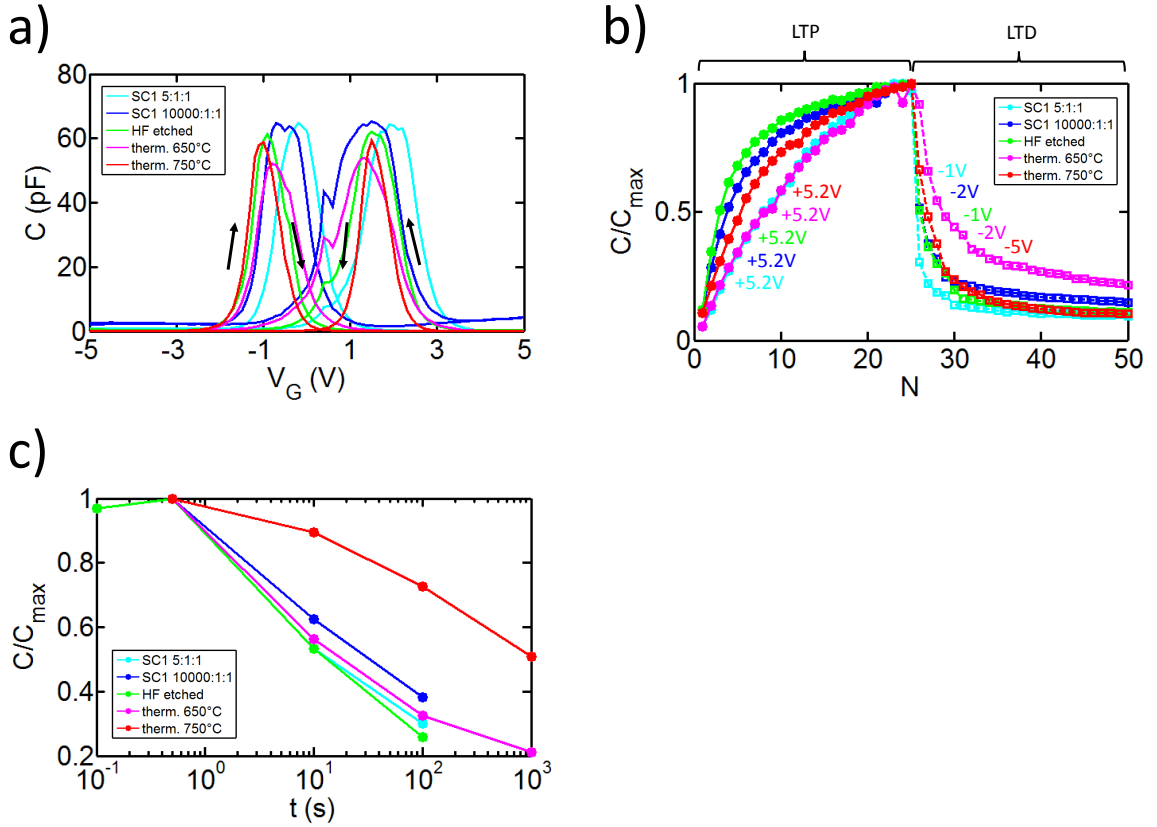 a)
80
60
40
20
0
C (pF)
-5
-3
-1
1
3
5
V_G (V)
SC1 5:1:1
SC1 10000:1:1
HF etched
therm. 650°C
therm. 750°C
b)
LTP
LTD
1
0.5
0
C/C_max
0
10
20
30
40
50
N
SC1 5:1:1
SC1 10000:1:1
HF etched
therm. 650°C
therm. 750°C
+5.2V
+5.2V
+5.2V
+5.2V
+5.2V
-1V
-2V
-1V
-2V
-5V
c)
1
0.8
0.6
0.4
0.2
C/C_max
10^-1
10^0
10^1
10^2
10^3
t (s)
SC1 5:1:1
SC1 10000:1:1
HF etched
therm. 650°C
therm. 750°C